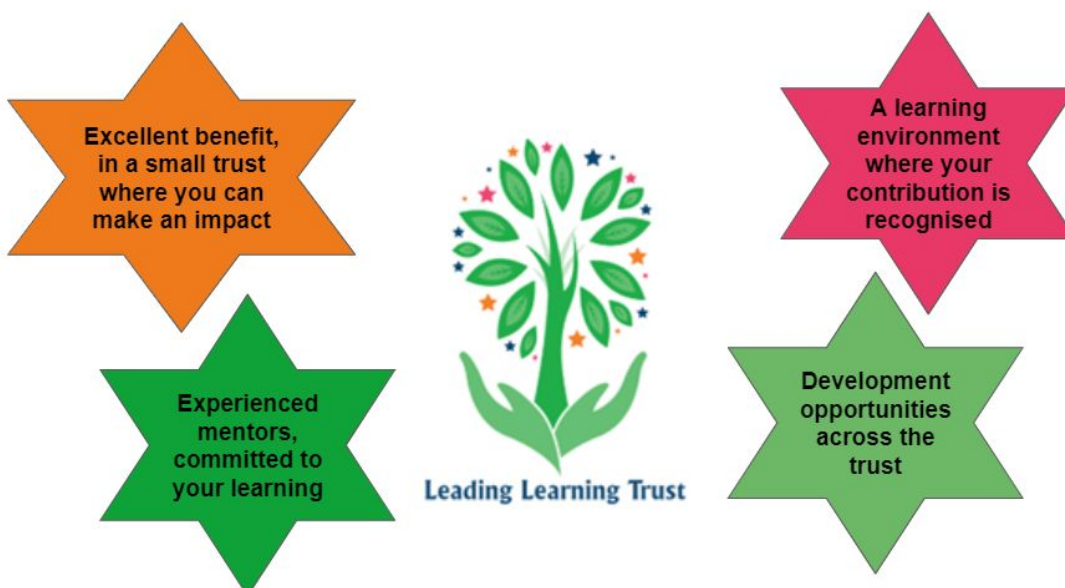 Excellent benefit,
in a small trust
where you can
make an impact
A
learning
environment
where your
contribution is
recognised
Experienced
mentors,
committed to
your learning
Development
opportunities
across the
trust
Leading Learning Trust